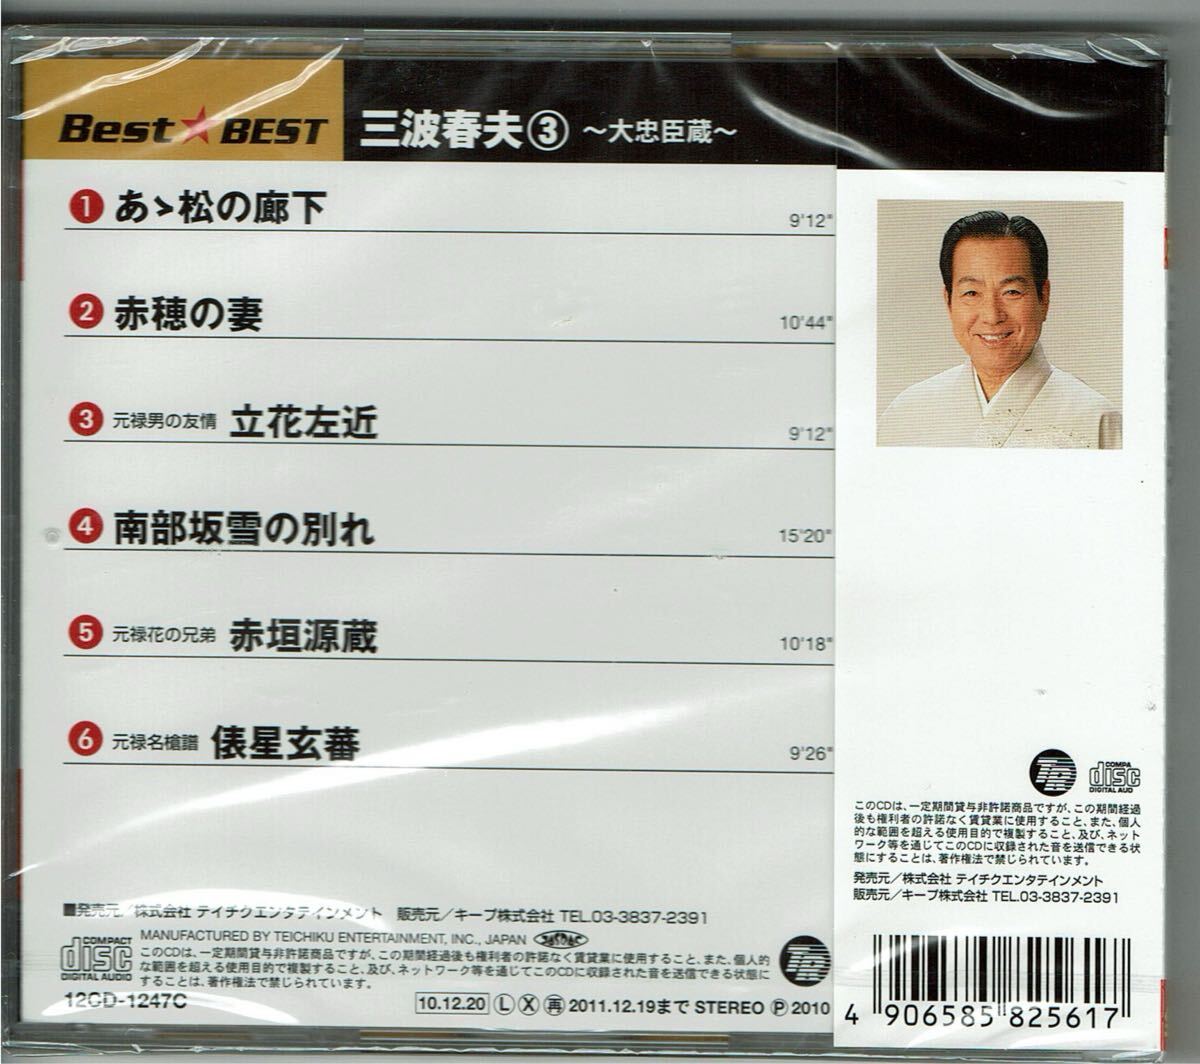 Best★BEST 三波春夫③ ～大忠臣蔵～
1 あゝ松の廊下 9'12"
2 赤穂の妻 10'44"
3 元禄男の友情 立花左近 9'12"
4 南部坂雪の別れ 15'20"
5 元禄花の兄弟 赤垣源蔵 10'18"
6 元禄名槍譜 俵星玄蕃 9'26"
■発売元／株式会社 テイチクエンタテインメント 販売元／キープ株式会社 TEL.03-3837-2391
MANUFACTURED BY TEICHIKU ENTERTAINMENT, INC., JAPAN JASRAC
COMPACT disc DIGITAL AUDIO
このCDは、一定期間貸与非許諾商品ですが、この期間経過後も権利者の許諾なく賃貸業に使用すること、また、個人的
な範囲を超える使用目的で複製すること、及び、ネットワーク等を通じてこのCDに収録された音を送信できる状態に
することは、著作権法で禁じられています。
12CD-1247C
10.12.20 Ⓛ Ⓧ 再 2011.12.19まで STEREO Ⓟ 2010
COMPA disc DIGITAL AUD
このCDは、一定期間貸与非許諾商品ですが、この期間経過
後も権利者の許諾なく賃貸業に使用すること、また、個人
的な範囲を超える使用目的で複製すること、及び、ネット
ワーク等を通じてこのCDに収録された音を送信できる状
態にすることは、著作権法で禁じられています。
発売元／株式会社 テイチクエンタテインメント
販売元／キープ株式会社 TEL.03-3837-2391
4 906585 825617